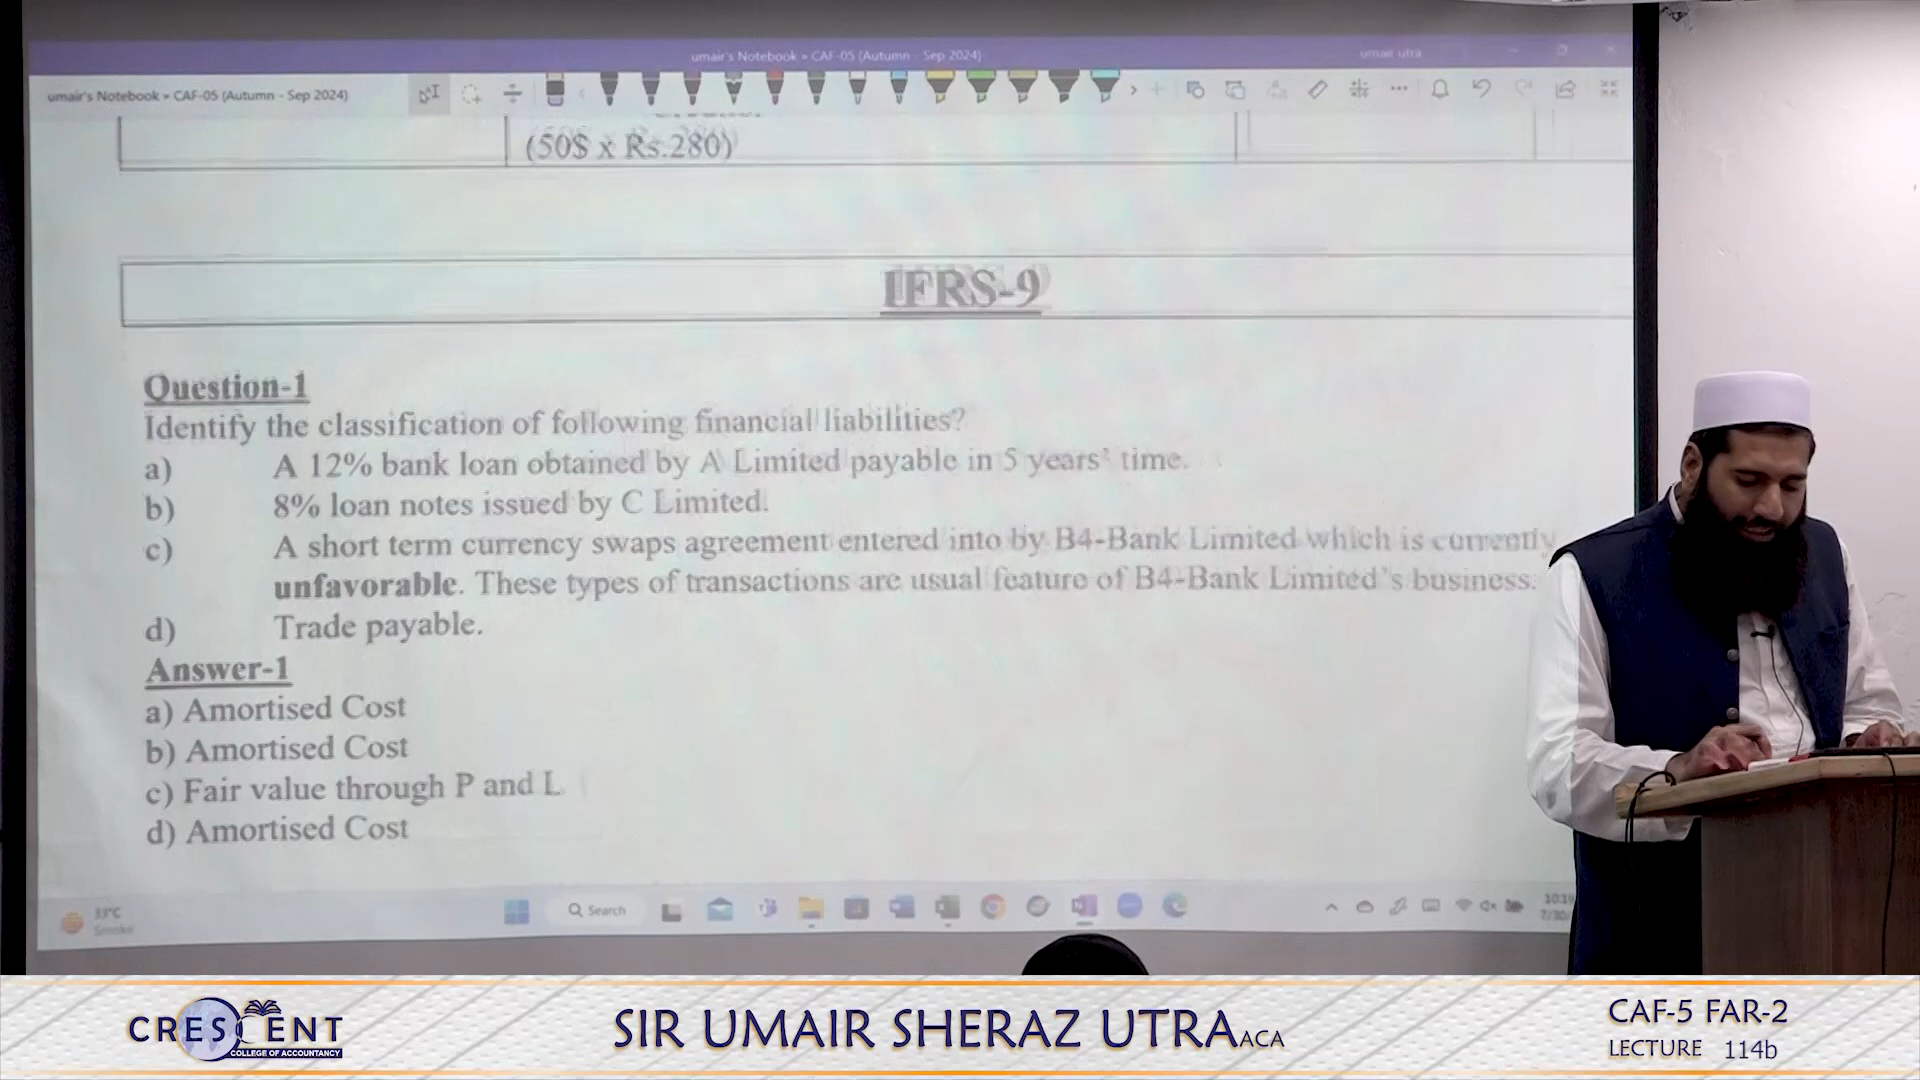 umair's Notebook » CAF-05 (Autumn - Sep 2024)
umair utra
umair's Notebook » CAF-05 (Autumn - Sep 2024)
(50$ x Rs.280)
IFRS-9
Question-1
Identify the classification of following financial liabilities?
a) A 12% bank loan obtained by A Limited payable in 5 years' time.
b) 8% loan notes issued by C Limited.
c) A short term currency swaps agreement entered into by B4-Bank Limited which is currently
unfavorable. These types of transactions are usual feature of B4-Bank Limited's business.
d) Trade payable.
Answer-1
a) Amortised Cost
b) Amortised Cost
c) Fair value through P and L
d) Amortised Cost
33°C
Smoke
Search
CRESCENT
COLLEGE OF ACCOUNTANCY
SIR UMAIR SHERAZ UTRA ACA
CAF-5 FAR-2
LECTURE 114b